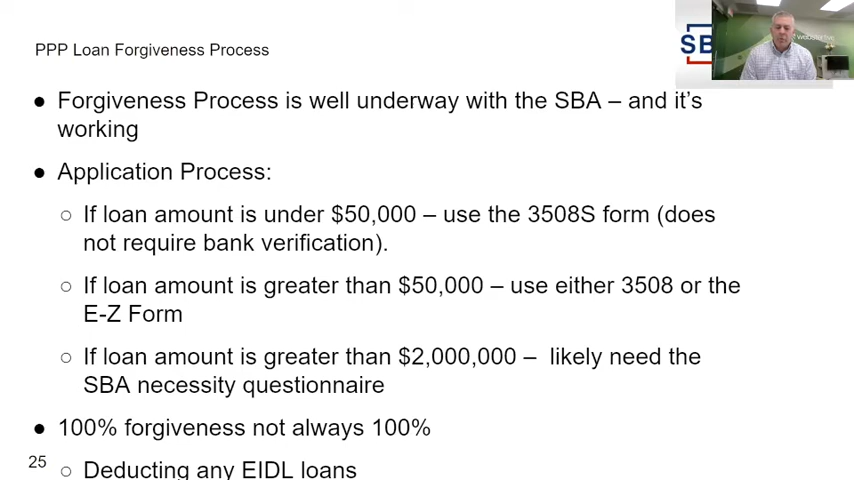 PPP Loan Forgiveness Process
SB
webster five
● Forgiveness Process is well underway with the SBA – and it's
working
● Application Process:
○ If loan amount is under $50,000 – use the 3508S form (does
not require bank verification).
○ If loan amount is greater than $50,000 – use either 3508 or the
E-Z Form
○ If loan amount is greater than $2,000,000 – likely need the
SBA necessity questionnaire
● 100% forgiveness not always 100%
25
○ Deducting any EIDL loans